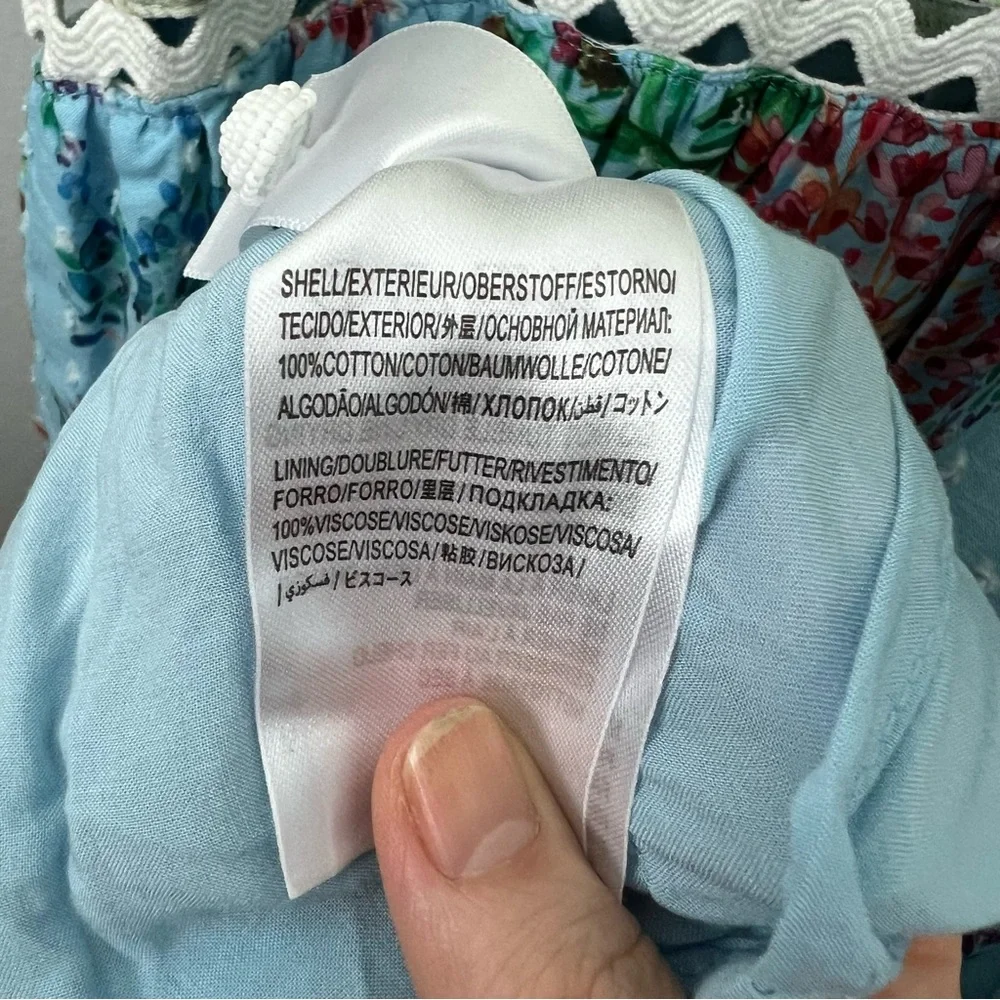 SHELL/EXTERIEUR/OBERSTOFF/ESTORNO/
TECIDO/EXTERIOR/外层/ОСНОВНОЙ МАТЕРИАЛ:
100%COTTON/COTON/BAUMWOLLE/COTONE/
ALGODÃO/ALGODÓN/棉/ХЛОПОК/قطن/コットン
LINING/DOUBLURE/FUTTER/RIVESTIMENTO/
FORRO/FORRO/里层/ПОДКЛАДКА:
100%VISCOSE/VISCOSE/VISKOSE/VISCOSA/
VISCOSE/VISCOSA/粘胶/ВИСКОЗА/
فسكوزي/ビスコース